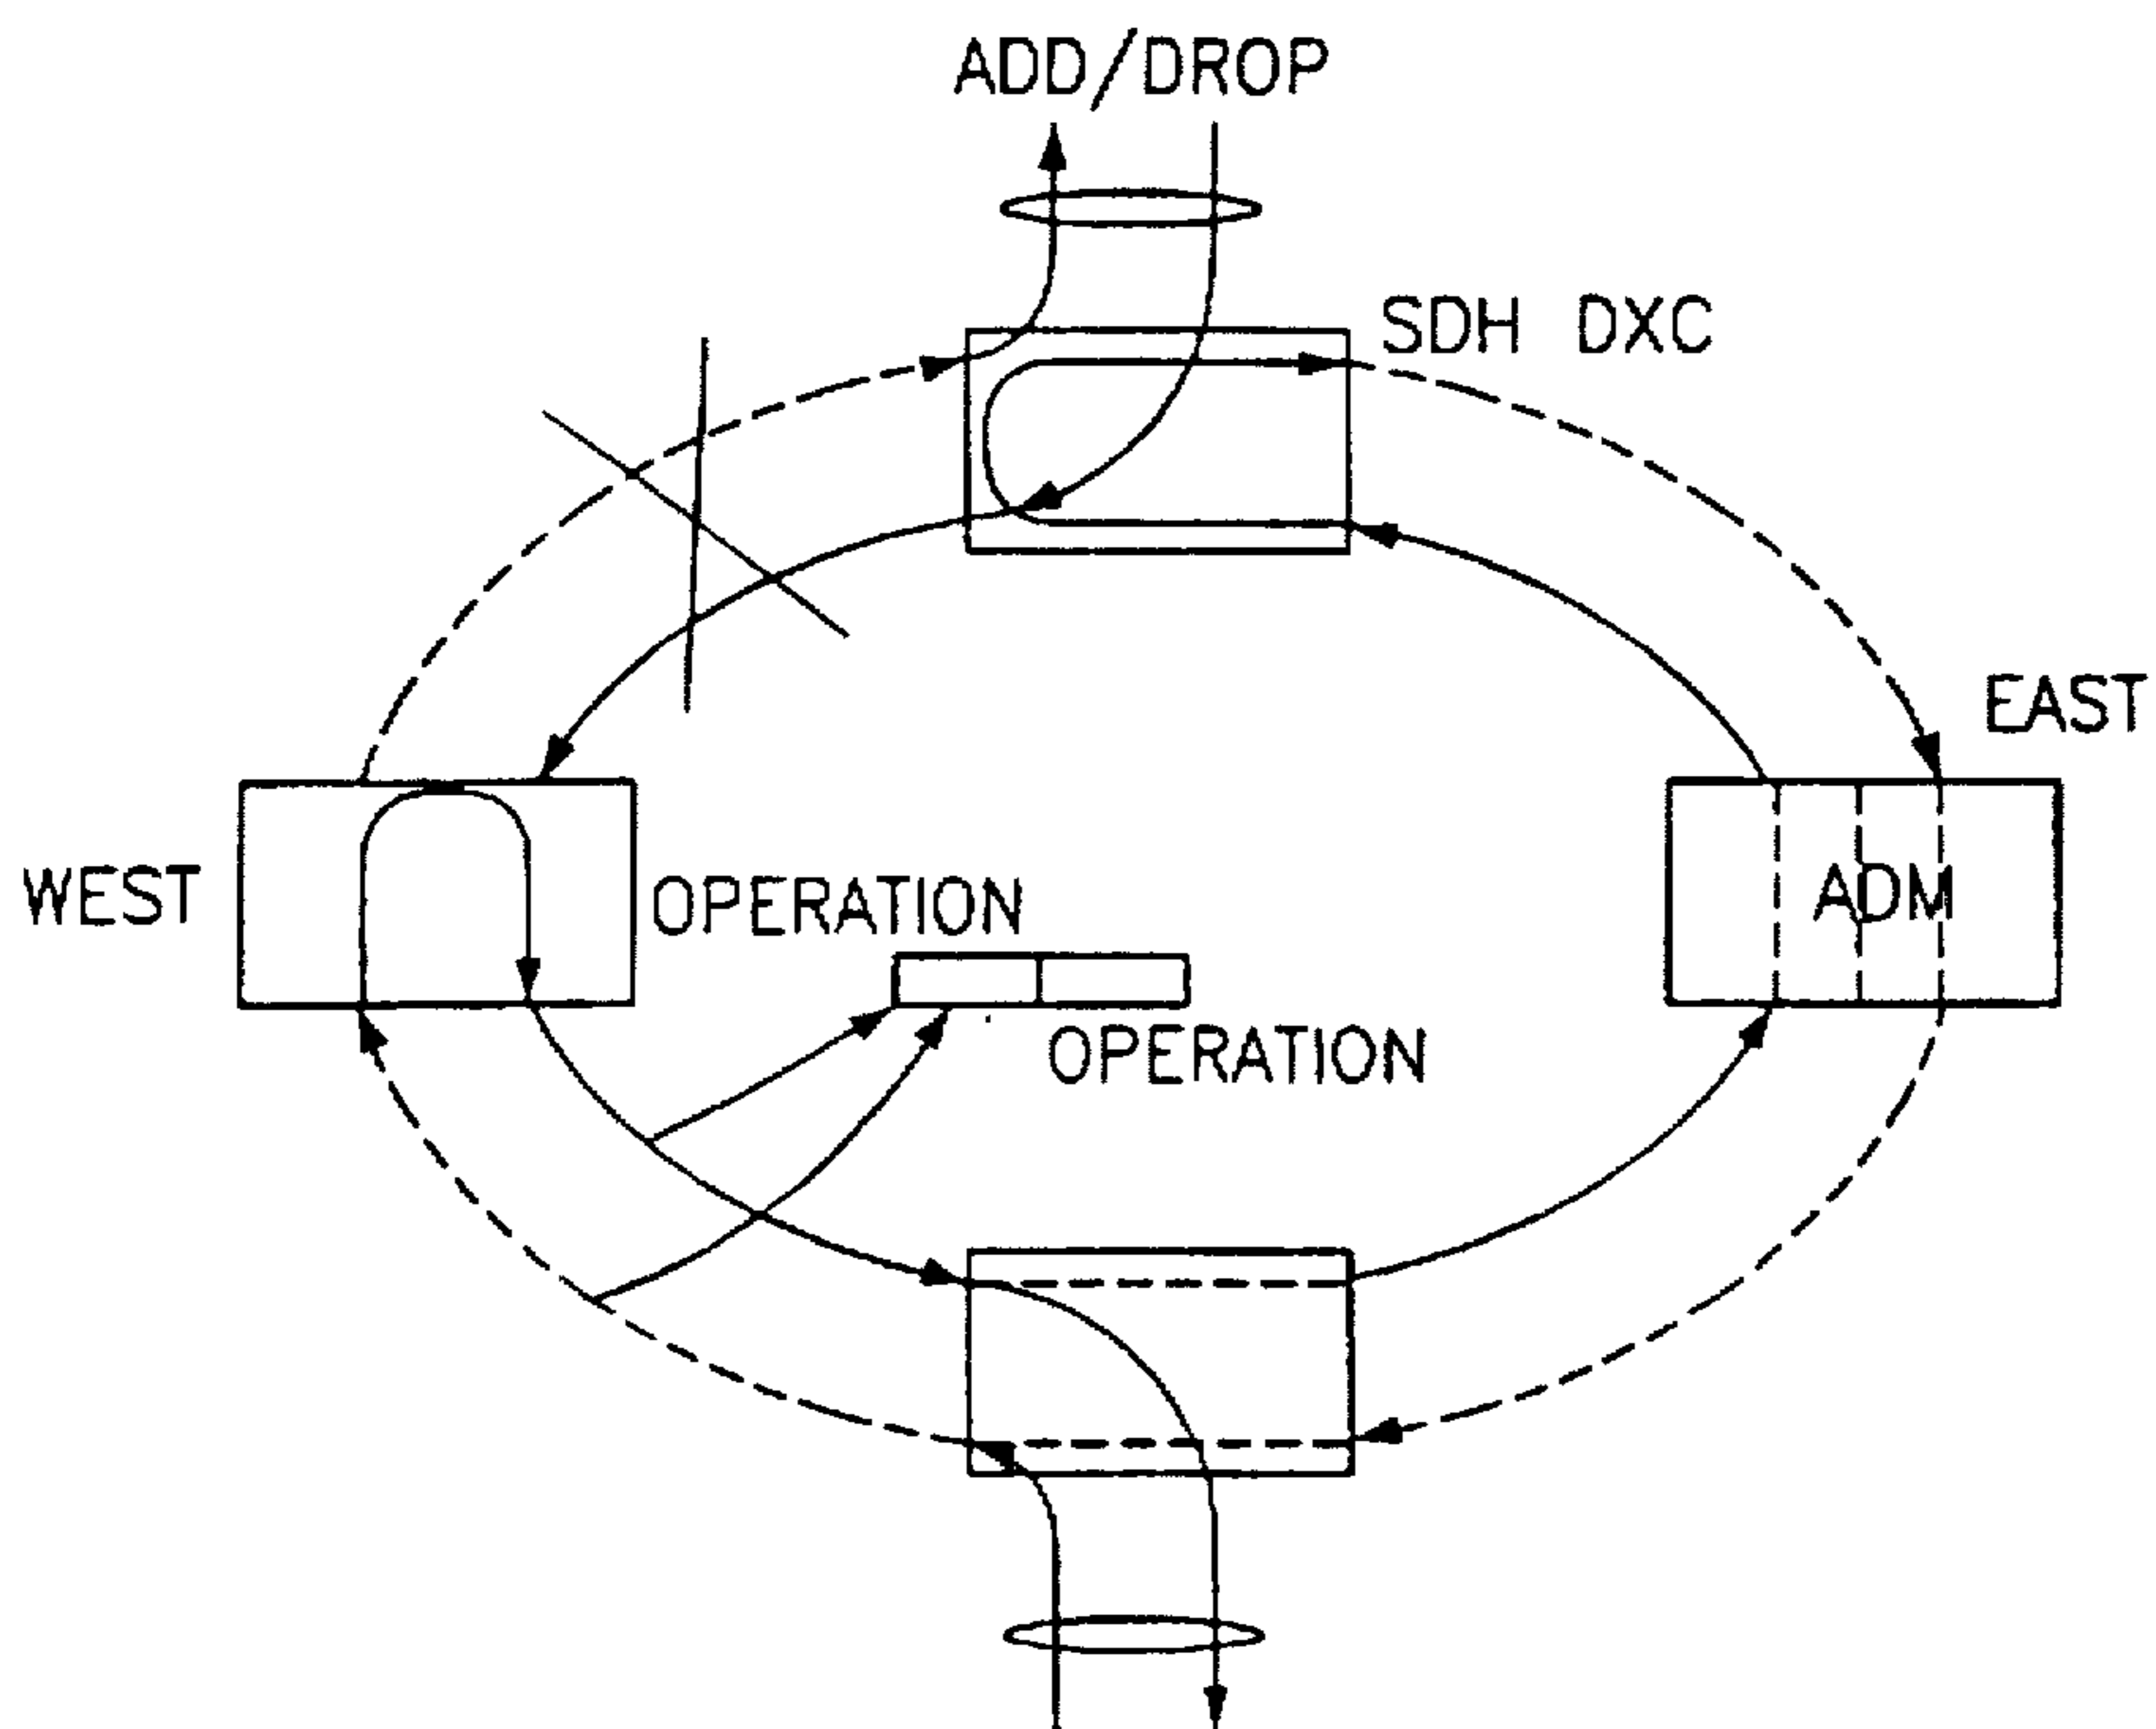 ADD/DROP
SDH DXC
EAST
WEST
OPERATION
ADM
OPERATION